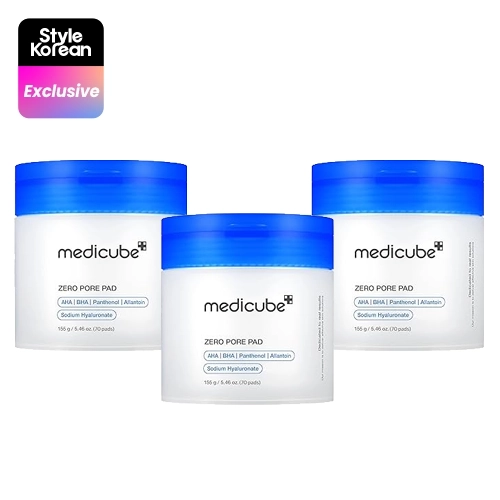 Style
Korean
Exclusive
medicube
ZERO PORE PAD
AHA | BHA | Panthenol | Allantoin
Sodium Hyaluronate
155 g / 5.46 oz. (70 pads)
medicube
ZERO PORE PAD
AHA | BHA | Panthenol | Allantoin
Sodium Hyaluronate
155 g / 5.46 oz. (70 pads)
medicube
ZERO PORE PAD
AHA | BHA | Panthenol | Allantoin
Sodium Hyaluronate
155 g / 5.46 oz. (70 pads)